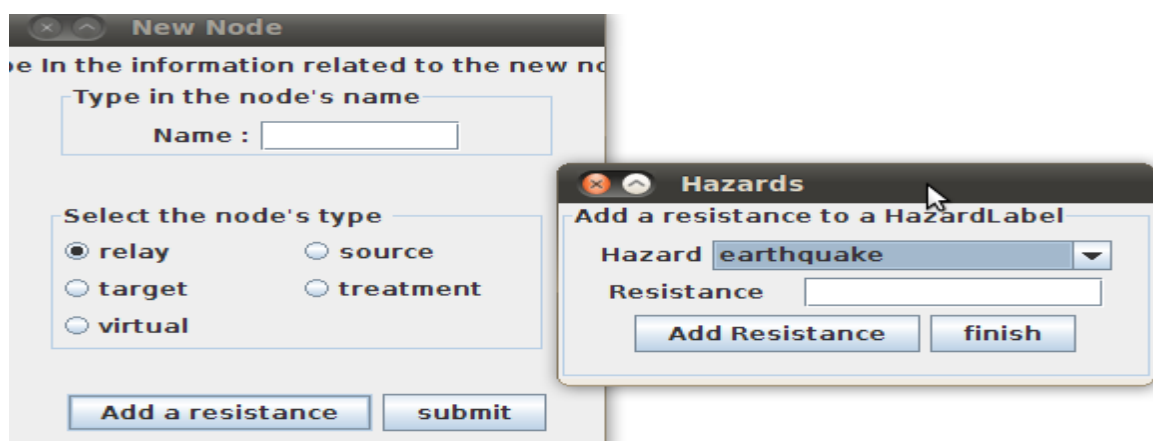 New Node
e In the information related to the new
Type in the node's name
Name :
Select the node's type
relay
source
target
treatment
virtual
Add a resistance
submit
Hazards
Add a resistance to a HazardLabel
Hazard
earthquake
Resistance
Add Resistance
finish